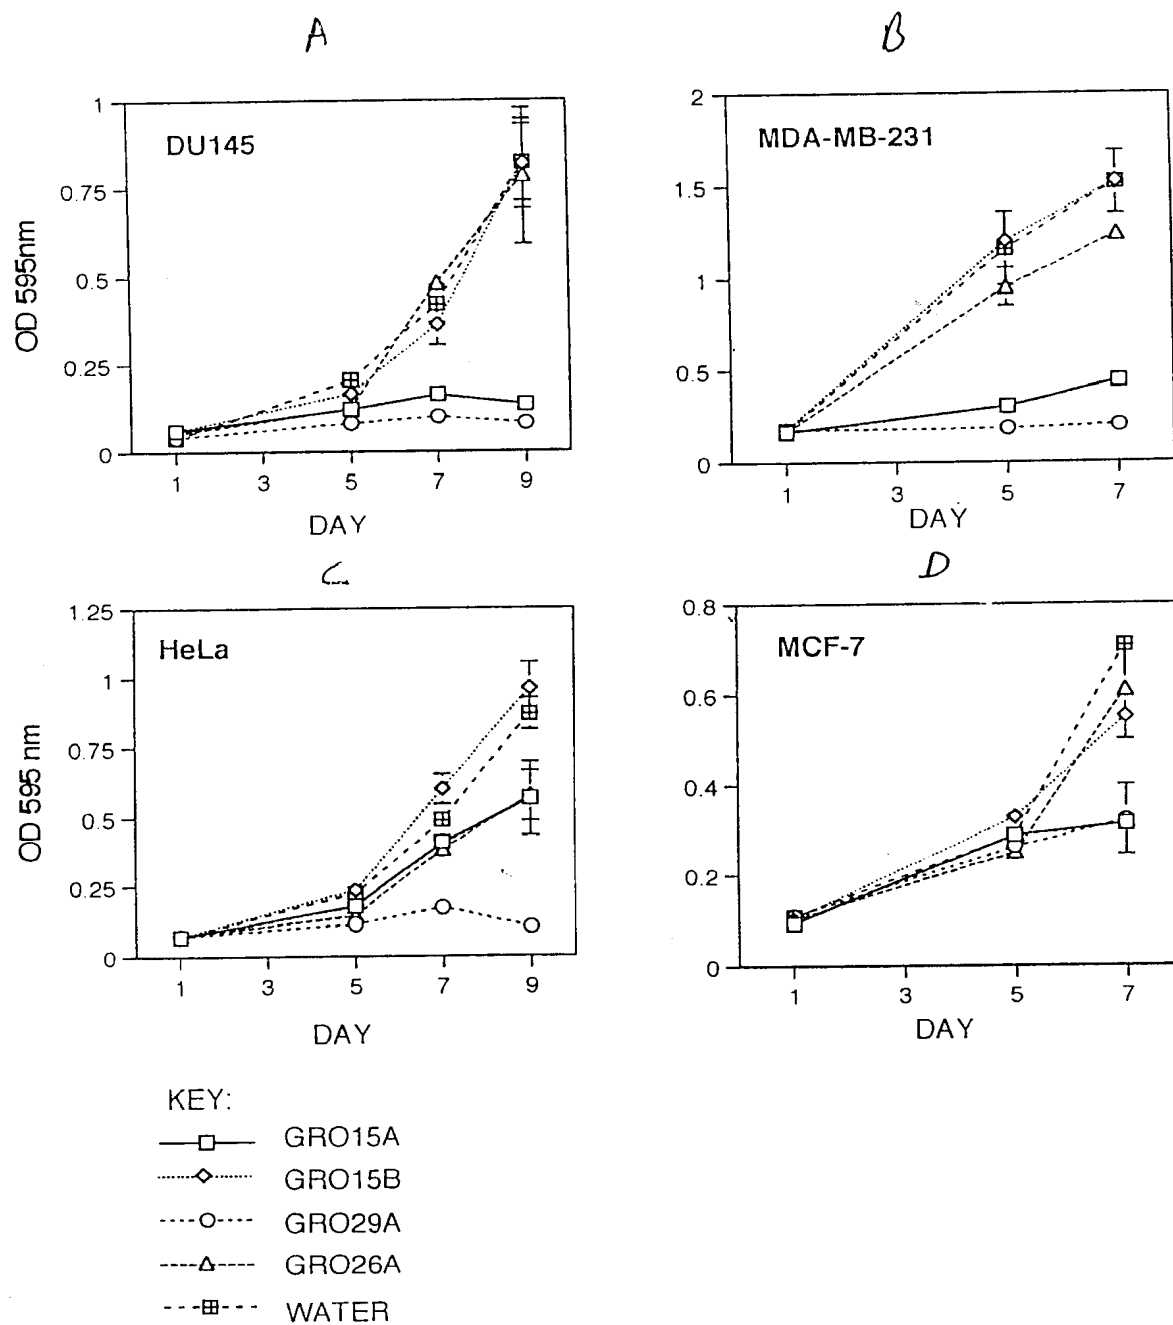 A
B
DU145
OD 595nm
1
0.75
0.5
0.25
0
1 3 5 7 9
DAY
MDA-MB-231
2
1.5
1
0.5
0
1 3 5 7
DAY
C
D
HeLa
OD 595 nm
1.25
1
0.75
0.5
0.25
0
1 3 5 7 9
DAY
MCF-7
0.8
0.6
0.4
0.2
0
1 3 5 7
DAY
KEY:
GRO15A
GRO15B
GRO29A
GRO26A
WATER